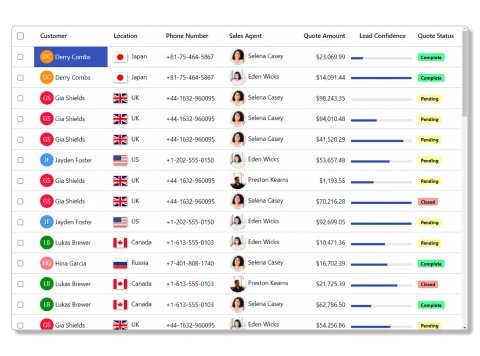 Customer Location Phone Number Sales Agent Quote Amount Lead Confidence Quote Status
DC Derry Combs Japan +81-75-464-5867 Selena Casey $23,069.99 Complete
DC Derry Combs Japan +81-75-464-5867 Eden Wicks $14,091.44 Complete
GS Gia Shields UK +44-1632-960095 Selena Casey $98,243.35 Pending
GS Gia Shields UK +44-1632-960095 Selena Casey $94,010.48 Pending
GS Gia Shields UK +44-1632-960095 Selena Casey $41,520.29 Pending
JF Jayden Foster US +1-202-555-0150 Eden Wicks $53,657.48 Pending
GS Gia Shields UK +44-1632-960095 Preston Kearns $1,193.55 Pending
GS Gia Shields UK +44-1632-960095 Selena Casey $70,216.28 Closed
JF Jayden Foster US +1-202-555-0150 Eden Wicks $92,699.05 Pending
LB Lukas Brewer Canada +1-613-555-0103 Eden Wicks $10,471.36 Pending
HG Hina Garcia Russia +7-401-808-1740 Selena Casey $16,702.39 Complete
LB Lukas Brewer Canada +1-613-555-0103 Preston Kearns $21,725.39 Closed
LB Lukas Brewer Canada +1-613-555-0103 Selena Casey $62,786.50 Complete
GS Gia Shields UK +44-1632-960095 Eden Wicks $54,256.86 Pending